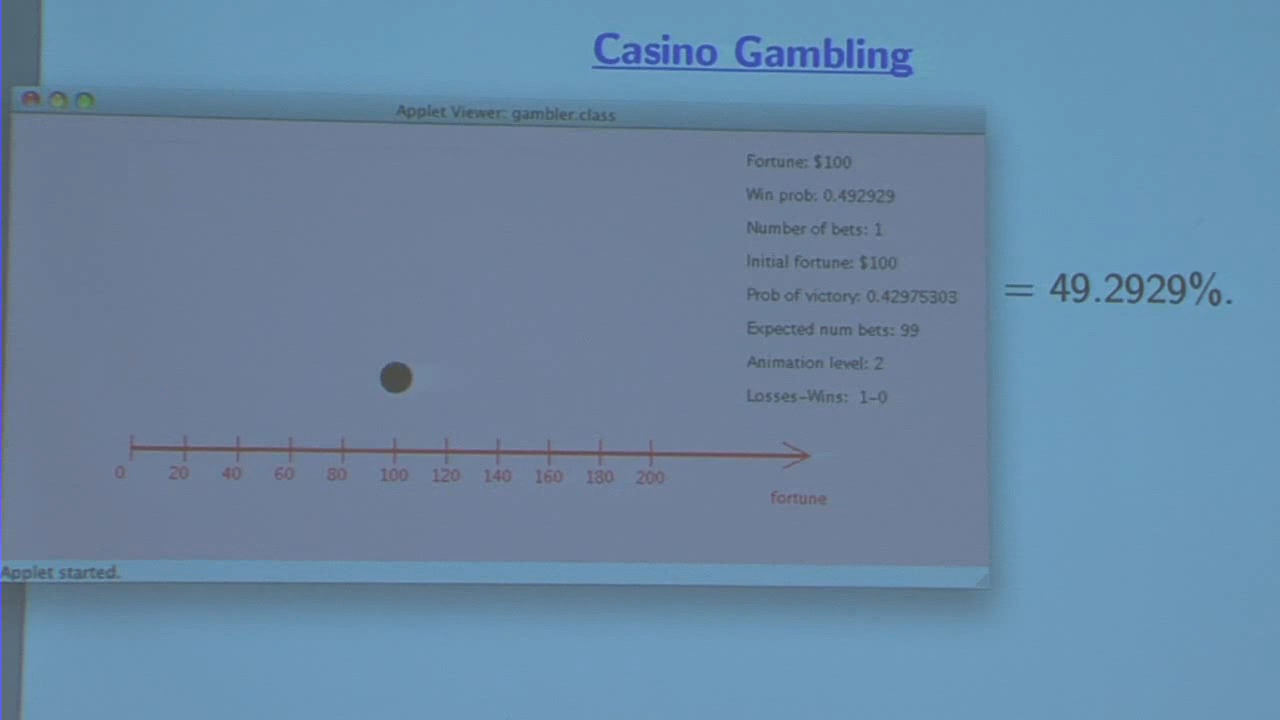 Casino Gambling
Applet Viewer: gambler.class
Fortune: $100
Win prob: 0.492929
Number of bets: 1
Initial fortune: $100
Prob of victory: 0.42975303
Expected num bets: 99
Animation level: 2
Losses–Wins: 1–0
= 49.2929%.
0 20 40 60 80 100 120 140 160 180 200
fortune
Applet started.